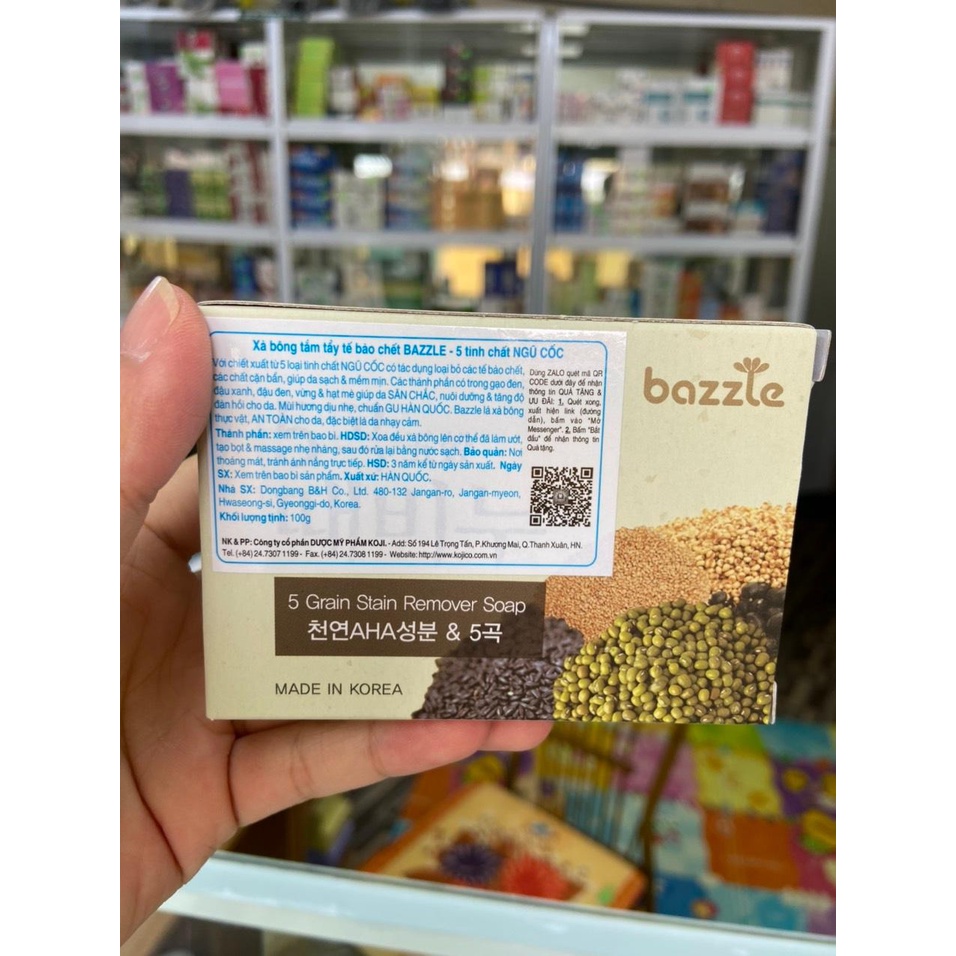 Xà bông tắm tẩy tế bào chết BAZZLE - 5 tinh chất NGŨ CỐC
Với chiết xuất từ 5 loại tinh chất NGŨ CỐC có tác dụng loại bỏ các tế bào chết,
các chất cặn bẩn, giúp da sạch & mềm mịn. Các thành phần có trong gạo đen,
đậu xanh, đậu đen, vừng & hạt mè giúp da SĂN CHẮC, nuôi dưỡng & tăng độ
đàn hồi cho da. Mùi hương dịu nhẹ, chuẩn GU HÀN QUỐC. Bazzle là xà bông
thực vật, AN TOÀN cho da, đặc biệt là da nhạy cảm.
Thành phần: xem trên bao bì. HDSD: Xoa đều xà bông lên cơ thể đã làm ướt,
tạo bọt & massage nhẹ nhàng, sau đó rửa lại bằng nước sạch. Bảo quản: Nơi
thoáng mát, tránh ánh nắng trực tiếp. HSD: 3 năm kể từ ngày sản xuất. Ngày
SX: Xem trên bao bì sản phẩm. Xuất xứ: HÀN QUỐC.
Nhà SX: Dongbang B&H Co., Ltd. 480-132 Jangan-ro, Jangan-myeon,
Hwaseong-si, Gyeonggi-do, Korea.
Khối lượng tịnh: 100g
Dùng ZALO quét mã QR
CODE dưới đây để nhận
thông tin QUÀ TẶNG &
ƯU ĐÃI: 1, Quét xong,
xuất hiện link (đường
dẫn), bấm vào "Mở
Messenger". 2, Bấm "Bắt
đầu" để nhận thông tin
Quà tặng.
NK & PP: Công ty cổ phần DƯỢC MỸ PHẨM KOJI. - Add: Số 194 Lê Trọng Tấn, P.Khương Mai, Q.Thanh Xuân, HN.
Tel. (+84) 24.7307 1199 - Fax. (+84) 24.7308 1199 - Website: http://www.kojico.com.vn
bazzle
5 Grain Stain Remover Soap
천연AHA성분 & 5곡
MADE IN KOREA